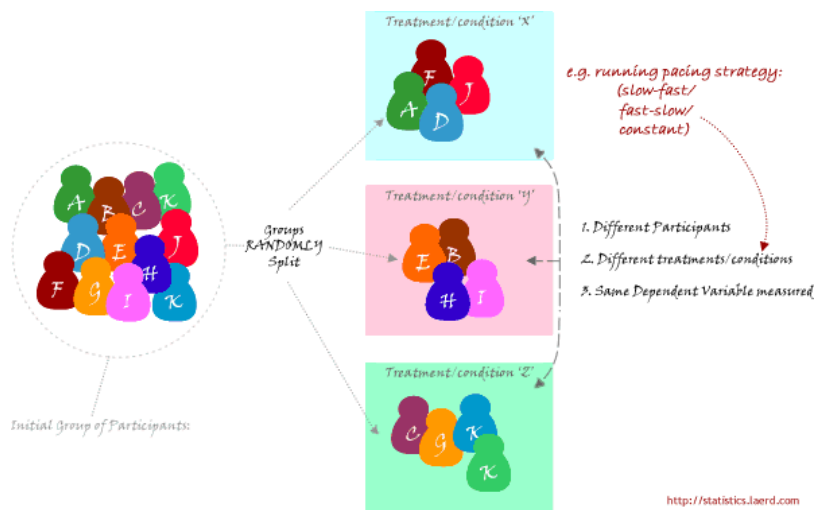 Treatment/condition 'X'
F
J
A
D
e.g. running pacing strategy:
(slow-fast/
fast-slow/
constant)
A
B
C
K
D
E
J
H
F
G
I
K
Groups
RANDOMLY
Split
Treatment/condition 'Y'
E
B
H
I
1. Different Participants
2. Different treatments/conditions
3. Same Dependent Variable measured
Treatment/condition 'Z'
C
G
K
K
Initial Group of Participants:
http://statistics.laerd.com